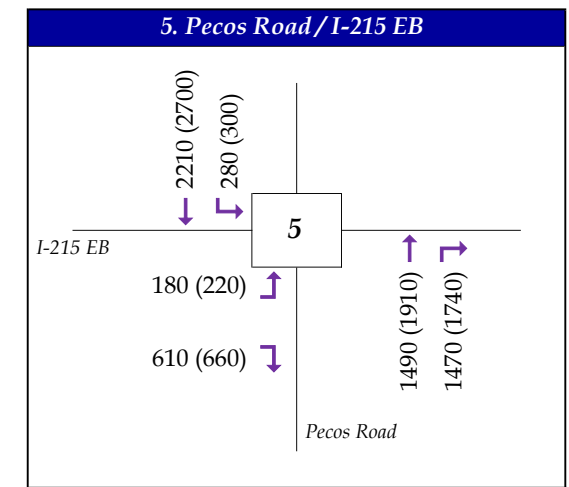 5. Pecos Road / I-215 EB
2210 (2700)
280 (300)
5
I-215 EB
180 (220)
610 (660)
1490 (1910)
1470 (1740)
Pecos Road